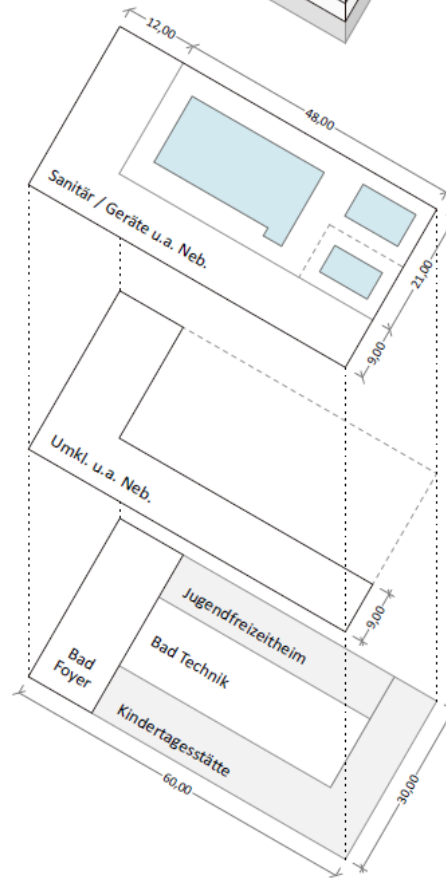 12,00
48,00
Sanitär / Geräte u.a. Neb.
21,00
9,00
Umkl. u.a. Neb.
9,00
Jugendfreizeitheim
Bad Technik
Bad
Foyer
Kindertagesstätte
60,00
30,00